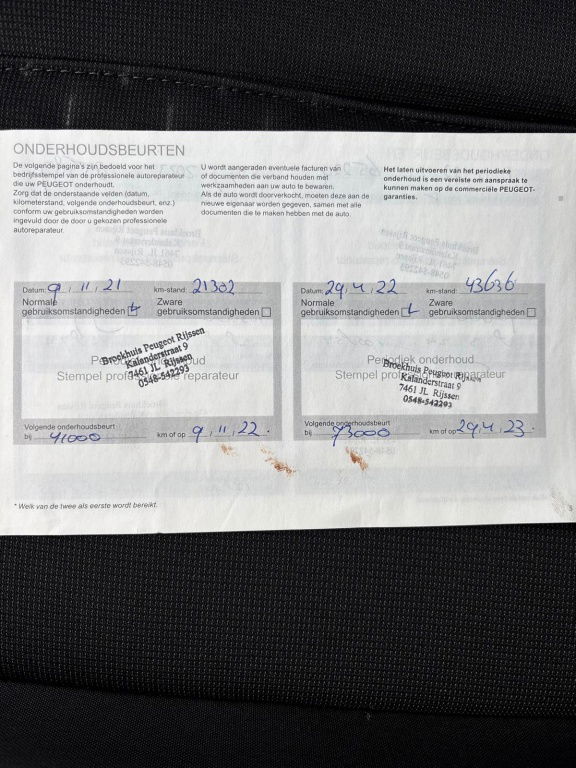 ONDERHOUDSBEURTEN
De volgende pagina's zijn bedoeld voor het
bedrijfsstempel van de professionele autoreparateur
die uw PEUGEOT onderhoudt.
Zorg dat de onderstaande velden (datum,
kilometerstand, volgende onderhoudsbeurt, enz.)
conform uw gebruiksomstandigheden worden
ingevuld door de door u gekozen professionele
autoreparateur.
U wordt aangeraden eventuele facturen van
of documenten die verband houden met
werkzaamheden aan uw auto te bewaren.
Als de auto wordt doorverkocht, moeten deze aan de
nieuwe eigenaar worden gegeven, samen met alle
documenten die te maken hebben met de auto.
Het laten uitvoeren van het periodieke
onderhoud is een vereiste om aanspraak te
kunnen maken op de commerciële PEUGEOT-
garanties.
Datum: 9, 11, 21 km-stand: 21302
Normale Zware
gebruiksomstandigheden gebruiksomstandigheden
Broekhuis Peugeot Rijssen
Kalanderstraat 9
7461 JL Rijssen
0548-542293
Stempel professionele reparateur
Volgende onderhoudsbeurt
bij 41000 km of op 9, 11, 22
Datum: 29, 4, 22 km-stand: 43636
Normale Zware
gebruiksomstandigheden gebruiksomstandigheden
Periodiek onderhoud
Broekhuis Peugeot Rijssen
Stempel professionele reparateur
Kalanderstraat 9
7461 JL Rijssen
0548-542293
Volgende onderhoudsbeurt
bij 73000 km of op 29, 4, 23
* Welk van de twee als eerste wordt bereikt.
3